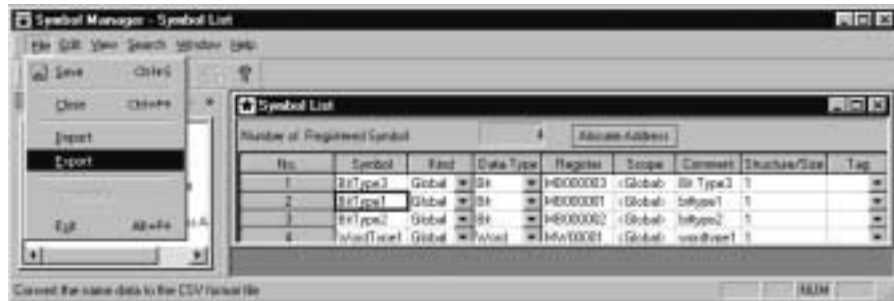 Symbol Manager - Symbol List
File Edit View Search Window Help
Save Ctrl+S
Close Ctrl+F4
Import
Export
Exit Alt+F4
Symbol List
Number of Registered Symbol 4 Allocate Address
No. Symbol Kind Data Type Register Scope Comment Structure/Size Tag
1 BitType3 Global Bit MB000003 <Global> Bit Type3 1
2 BitType1 Global Bit MB000001 <Global> bittype1 1
3 BitType2 Global Bit MB000002 <Global> bittype2 1
4 WordType1 Global Word MW00001 <Global> wordtype1 1
Convert the name data to the CSV format file
NUM